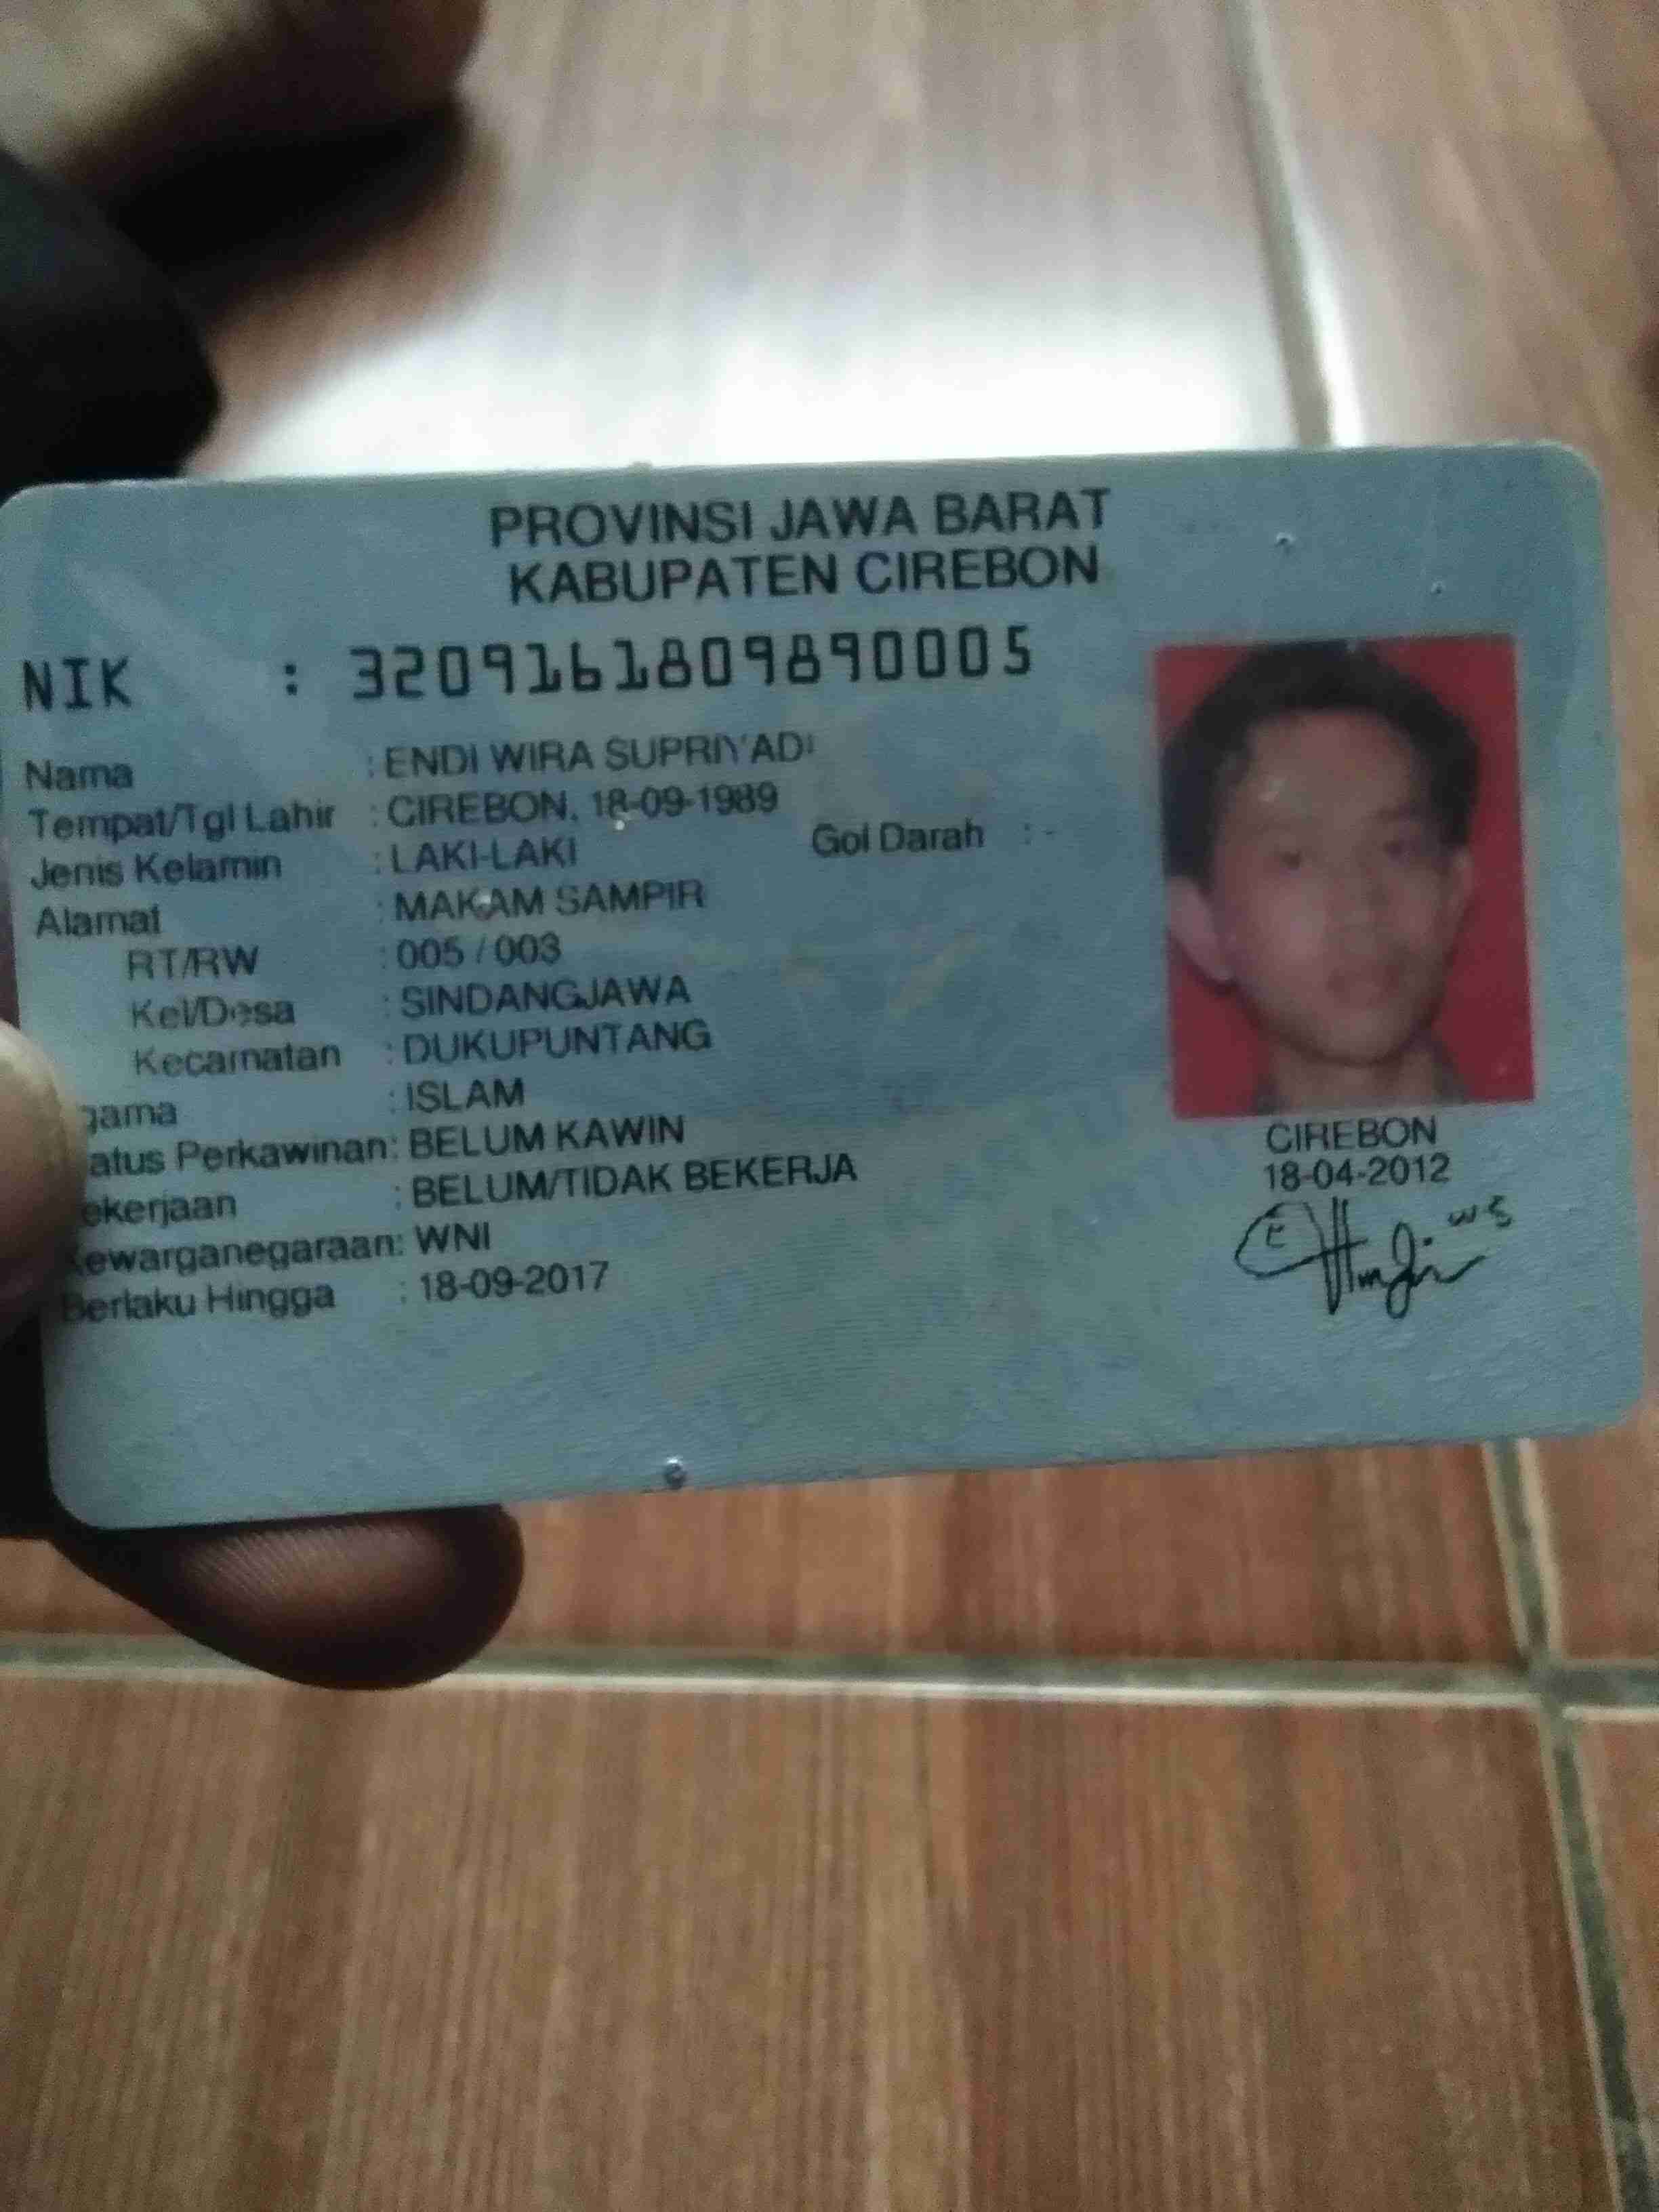 PROVINSI JAWA BARAT
KABUPATEN CIREBON
NIK : 3209161809890005
Nama : ENDI WIRA SUPRIYADI
Tempat/Tgl Lahir : CIREBON, 18-09-1989
Jenis Kelamin : LAKI-LAKI Gol Darah : -
Alamat : MAKAM SAMPIR
RT/RW : 005 / 003
Kel/Desa : SINDANGJAWA
Kecamatan : DUKUPUNTANG
gama : ISLAM
atus Perkawinan: BELUM KAWIN
ekerjaan : BELUM/TIDAK BEKERJA
ewarganegaraan: WNI
Berlaku Hingga : 18-09-2017
CIREBON
18-04-2012